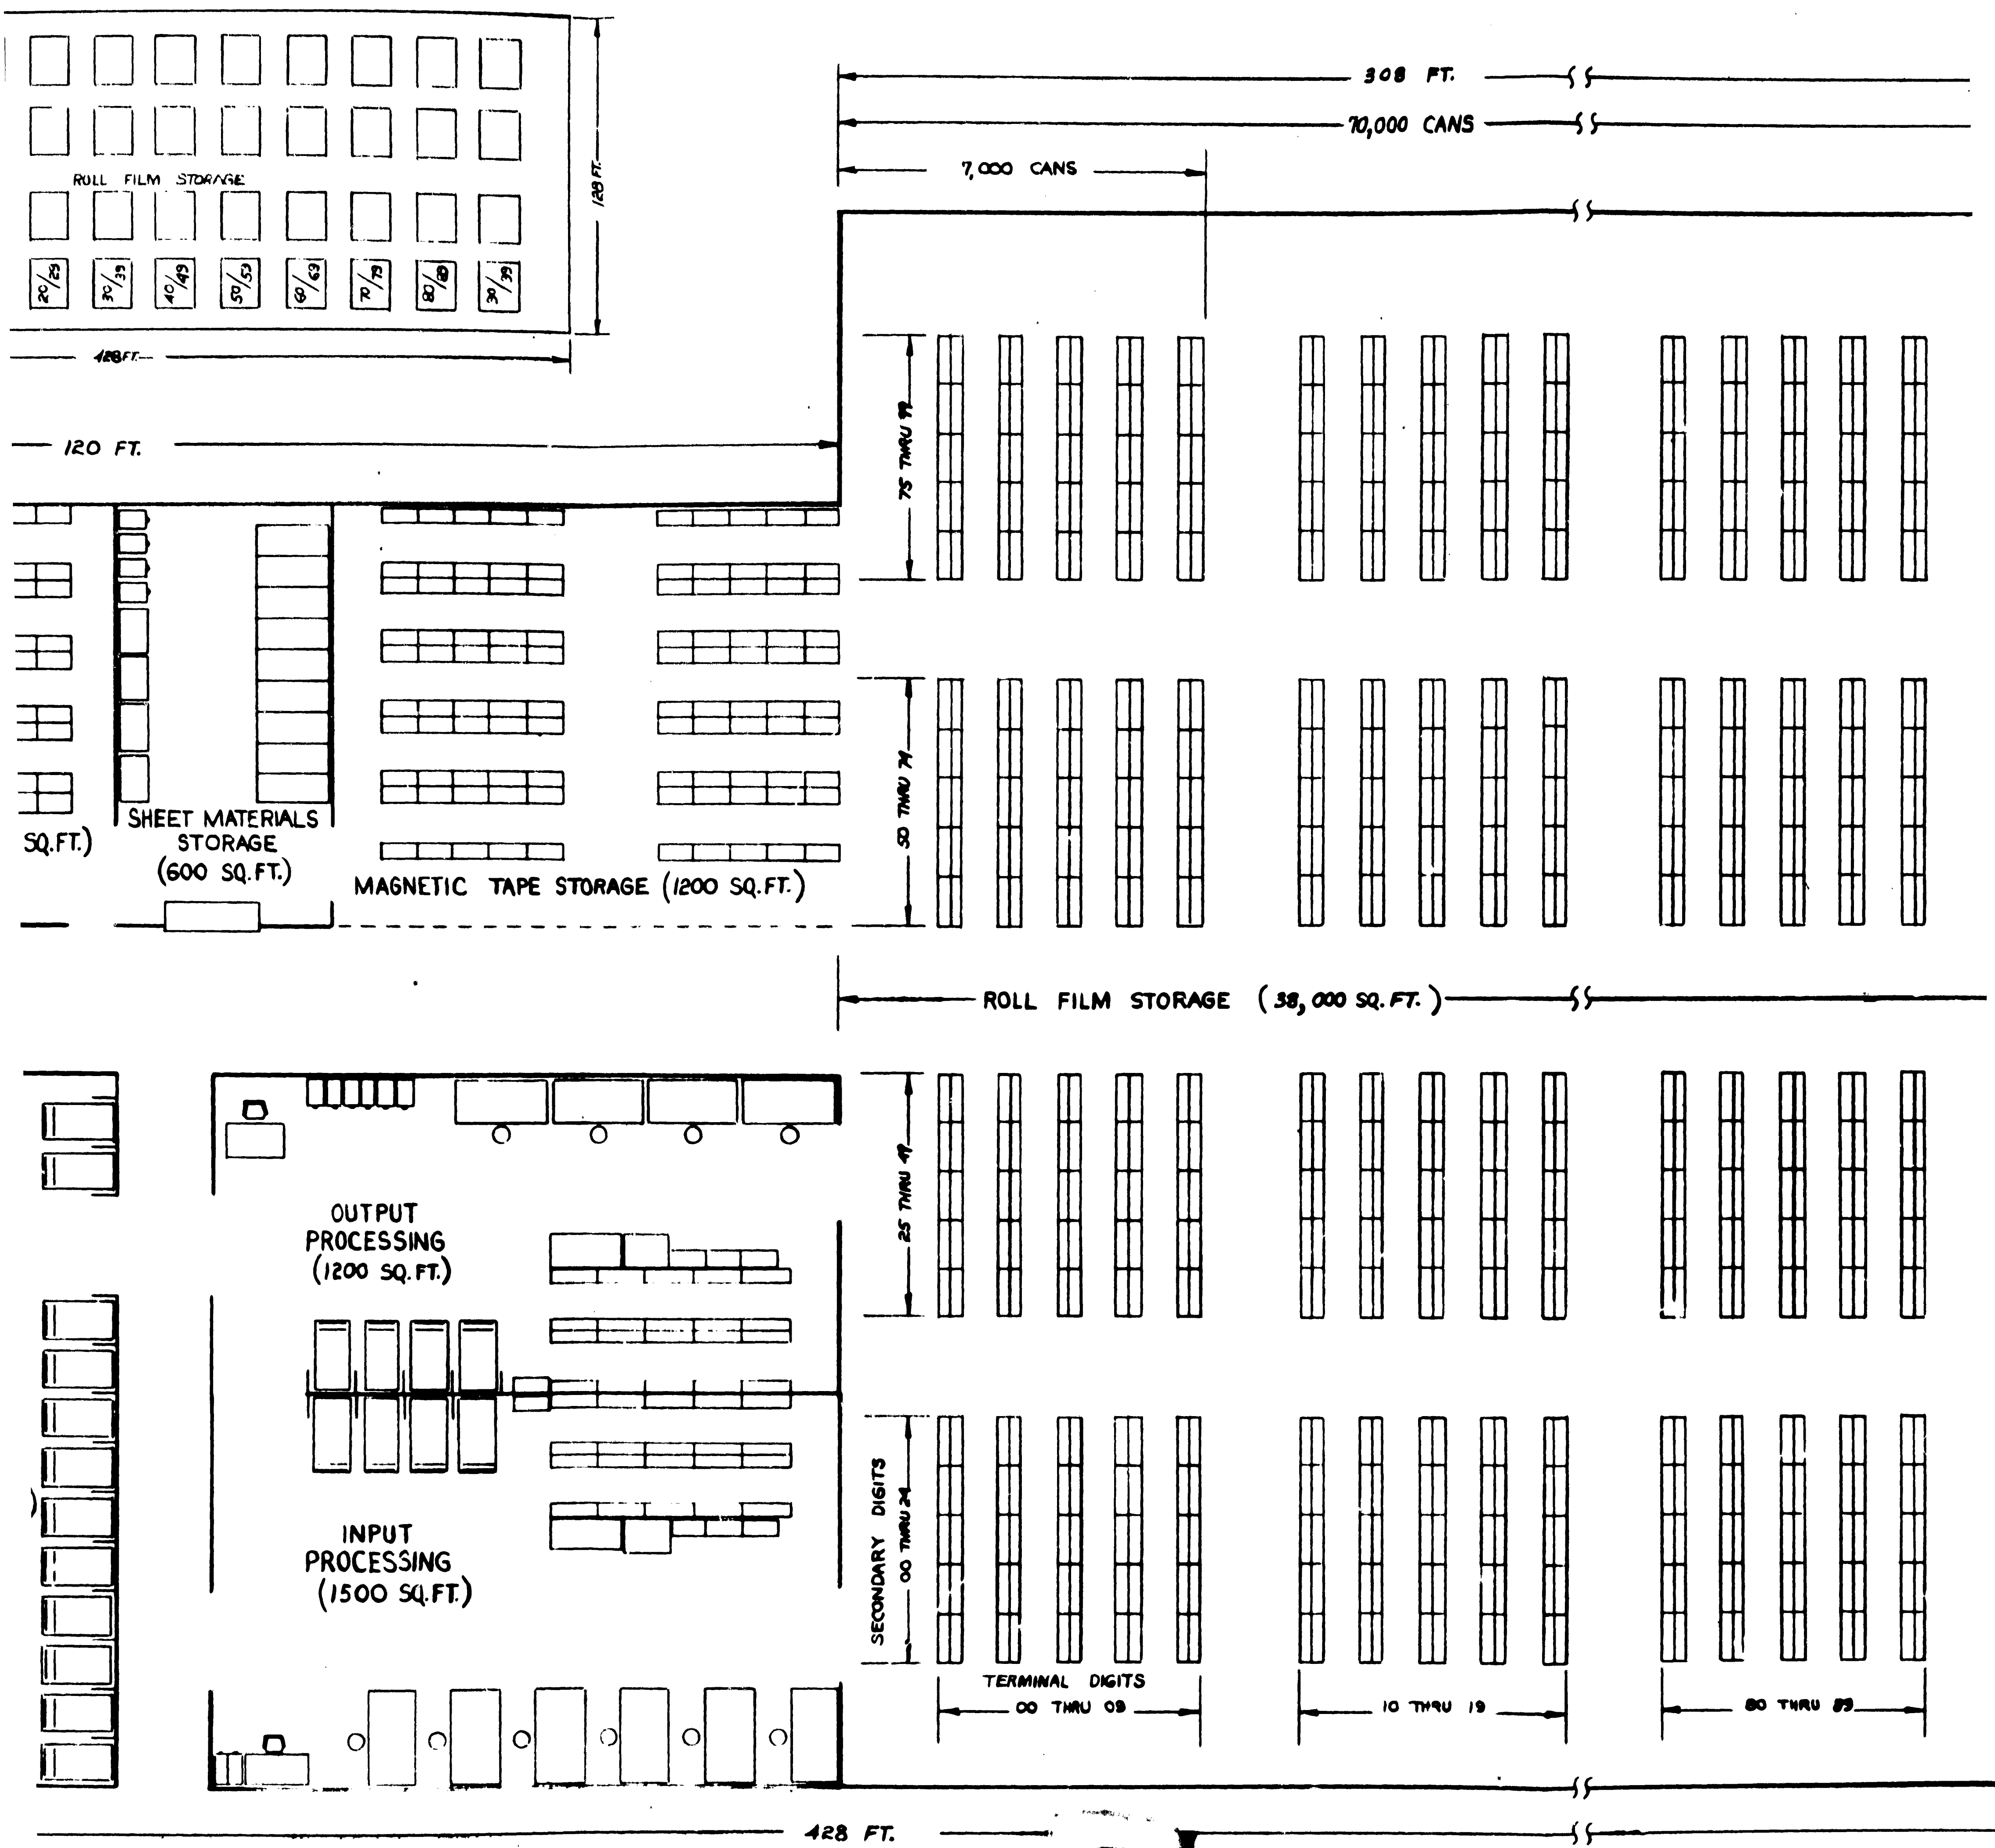 308 FT.
70,000 CANS
7,000 CANS
128 FT.
ROLL FILM STORAGE
20/29
30/39
40/49
50/59
60/69
70/79
80/89
428 FT.
120 FT.
75 THRU 99
50 THRU 74
SQ. FT.)
SHEET MATERIALS
STORAGE
(600 SQ. FT.)
MAGNETIC TAPE STORAGE (1200 SQ. FT.)
ROLL FILM STORAGE (38,000 SQ. FT.)
25 THRU 49
OUTPUT
PROCESSING
(1200 SQ. FT.)
INPUT
PROCESSING
(1500 SQ. FT.)
SECONDARY DIGITS
00 THRU 24
TERMINAL DIGITS
00 THRU 09
10 THRU 19
80 THRU 89
428 FT.